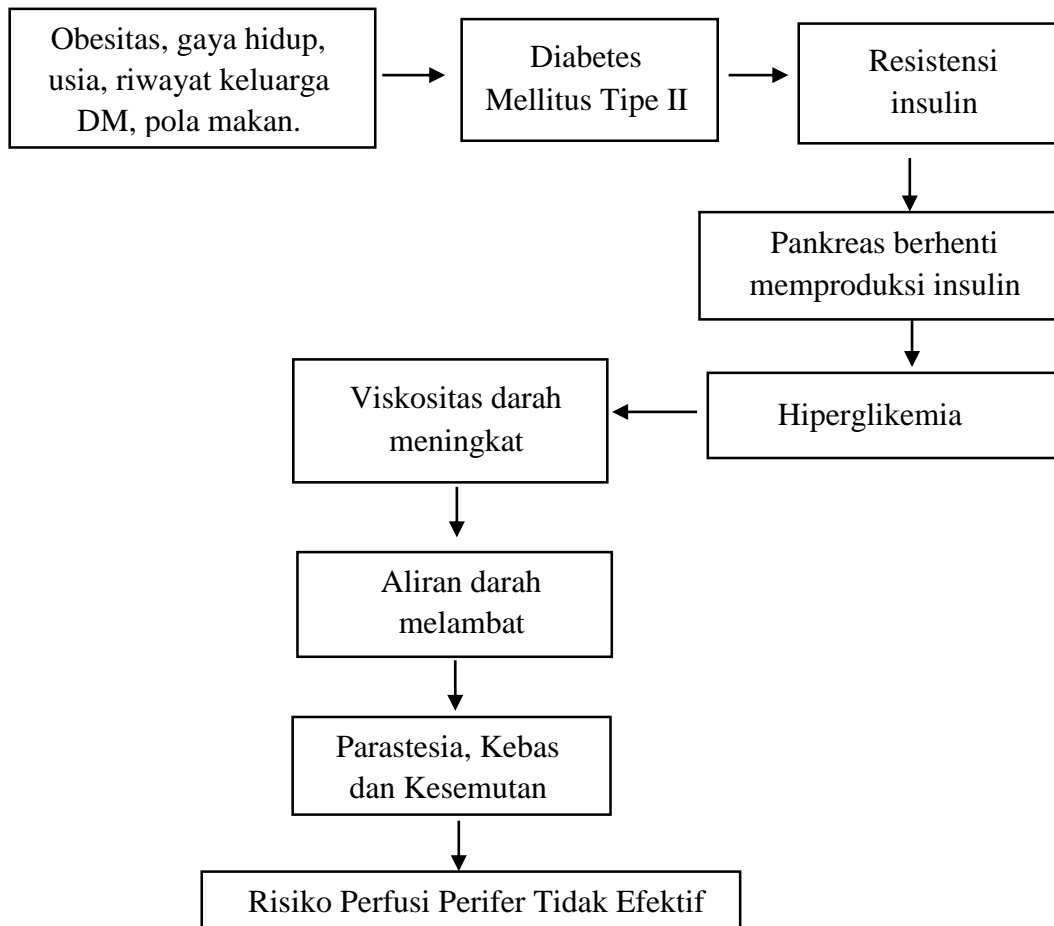 Obesitas, gaya hidup,
usia, riwayat keluarga
DM, pola makan.
Diabetes
Mellitus Tipe II
Resistensi
insulin
Pankreas berhenti
memproduksi insulin
Hiperglikemia
Viskositas darah
meningkat
Aliran darah
melambat
Parastesia, Kebas
dan Kesemutan
Risiko Perfusi Perifer Tidak Efektif